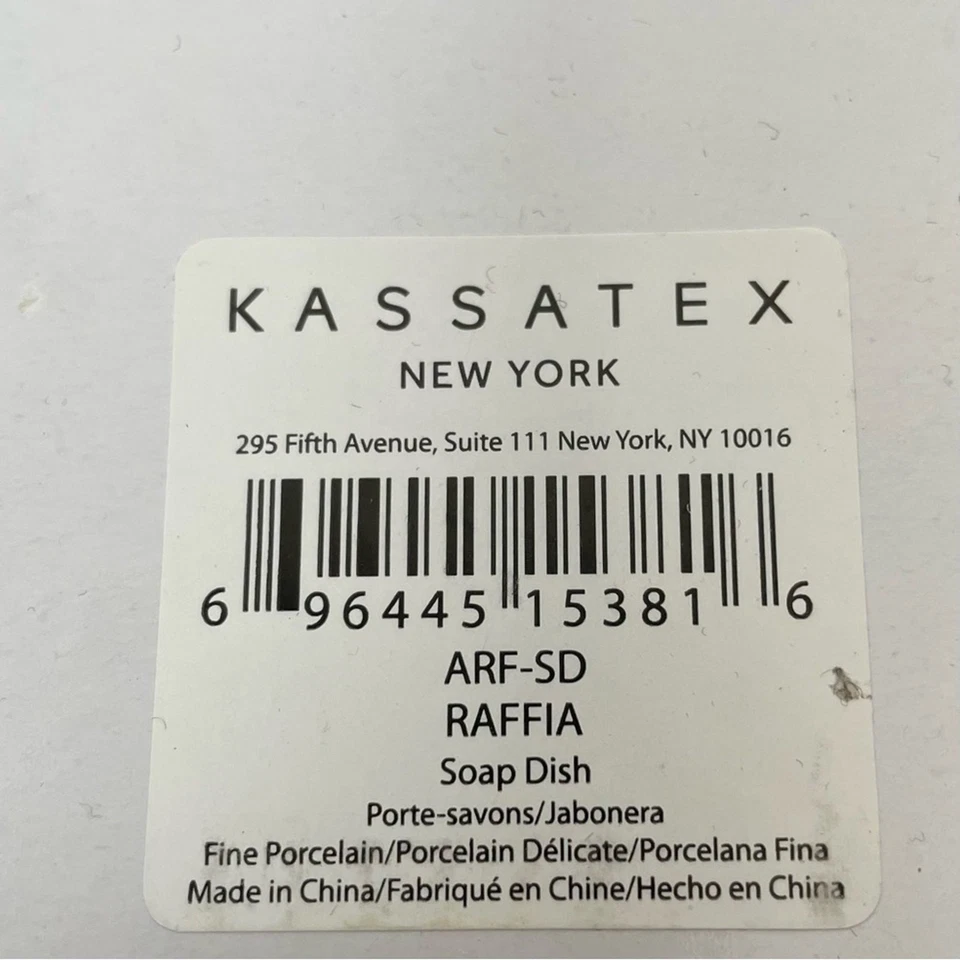 KASSATEX
NEW YORK
295 Fifth Avenue, Suite 111 New York, NY 10016
6 96445 15381 6
ARF-SD
RAFFIA
Soap Dish
Porte-savons/Jabonera
Fine Porcelain/Porcelain Délicate/Porcelana Fina
Made in China/Fabriqué en Chine/Hecho en China